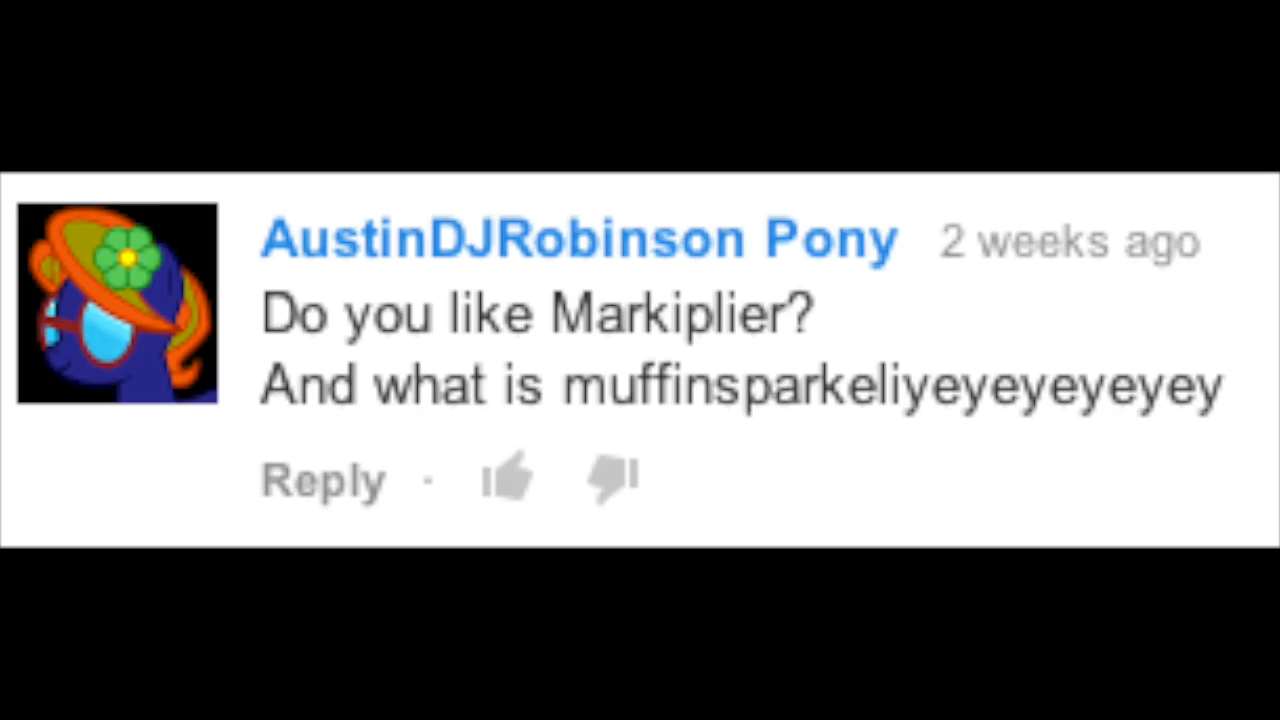 AustinDJRobinson Pony 2 weeks ago
Do you like Markiplier?
And what is muffinsparkeliyeyeyeyeyey
Reply ·